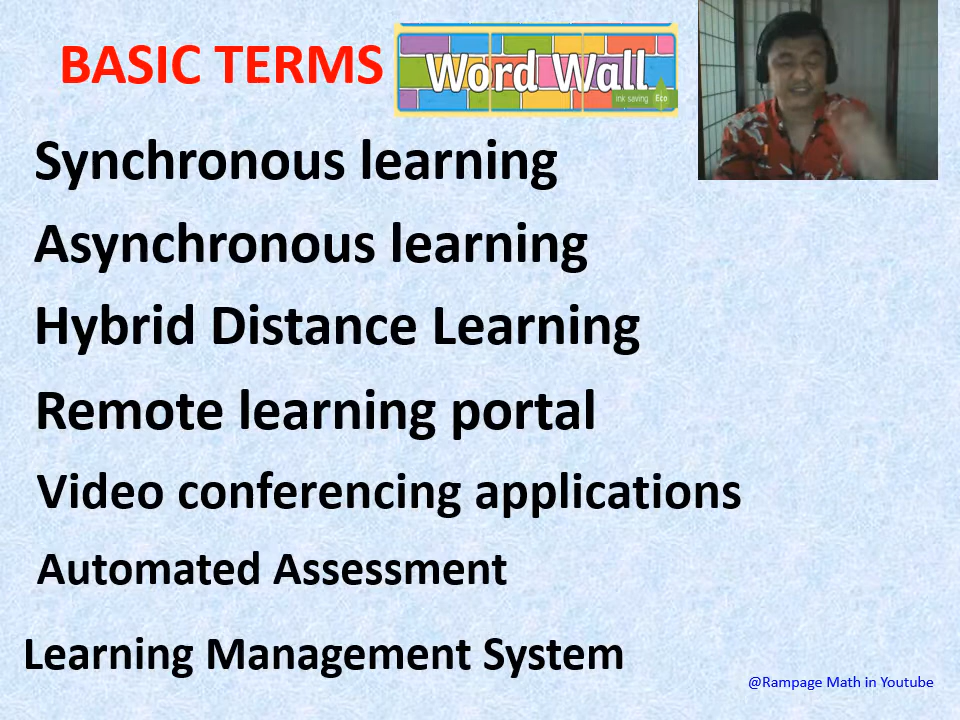 BASIC TERMS
Word Wall
ink saving Eco
Synchronous learning
Asynchronous learning
Hybrid Distance Learning
Remote learning portal
Video conferencing applications
Automated Assessment
Learning Management System
@Rampage Math in Youtube